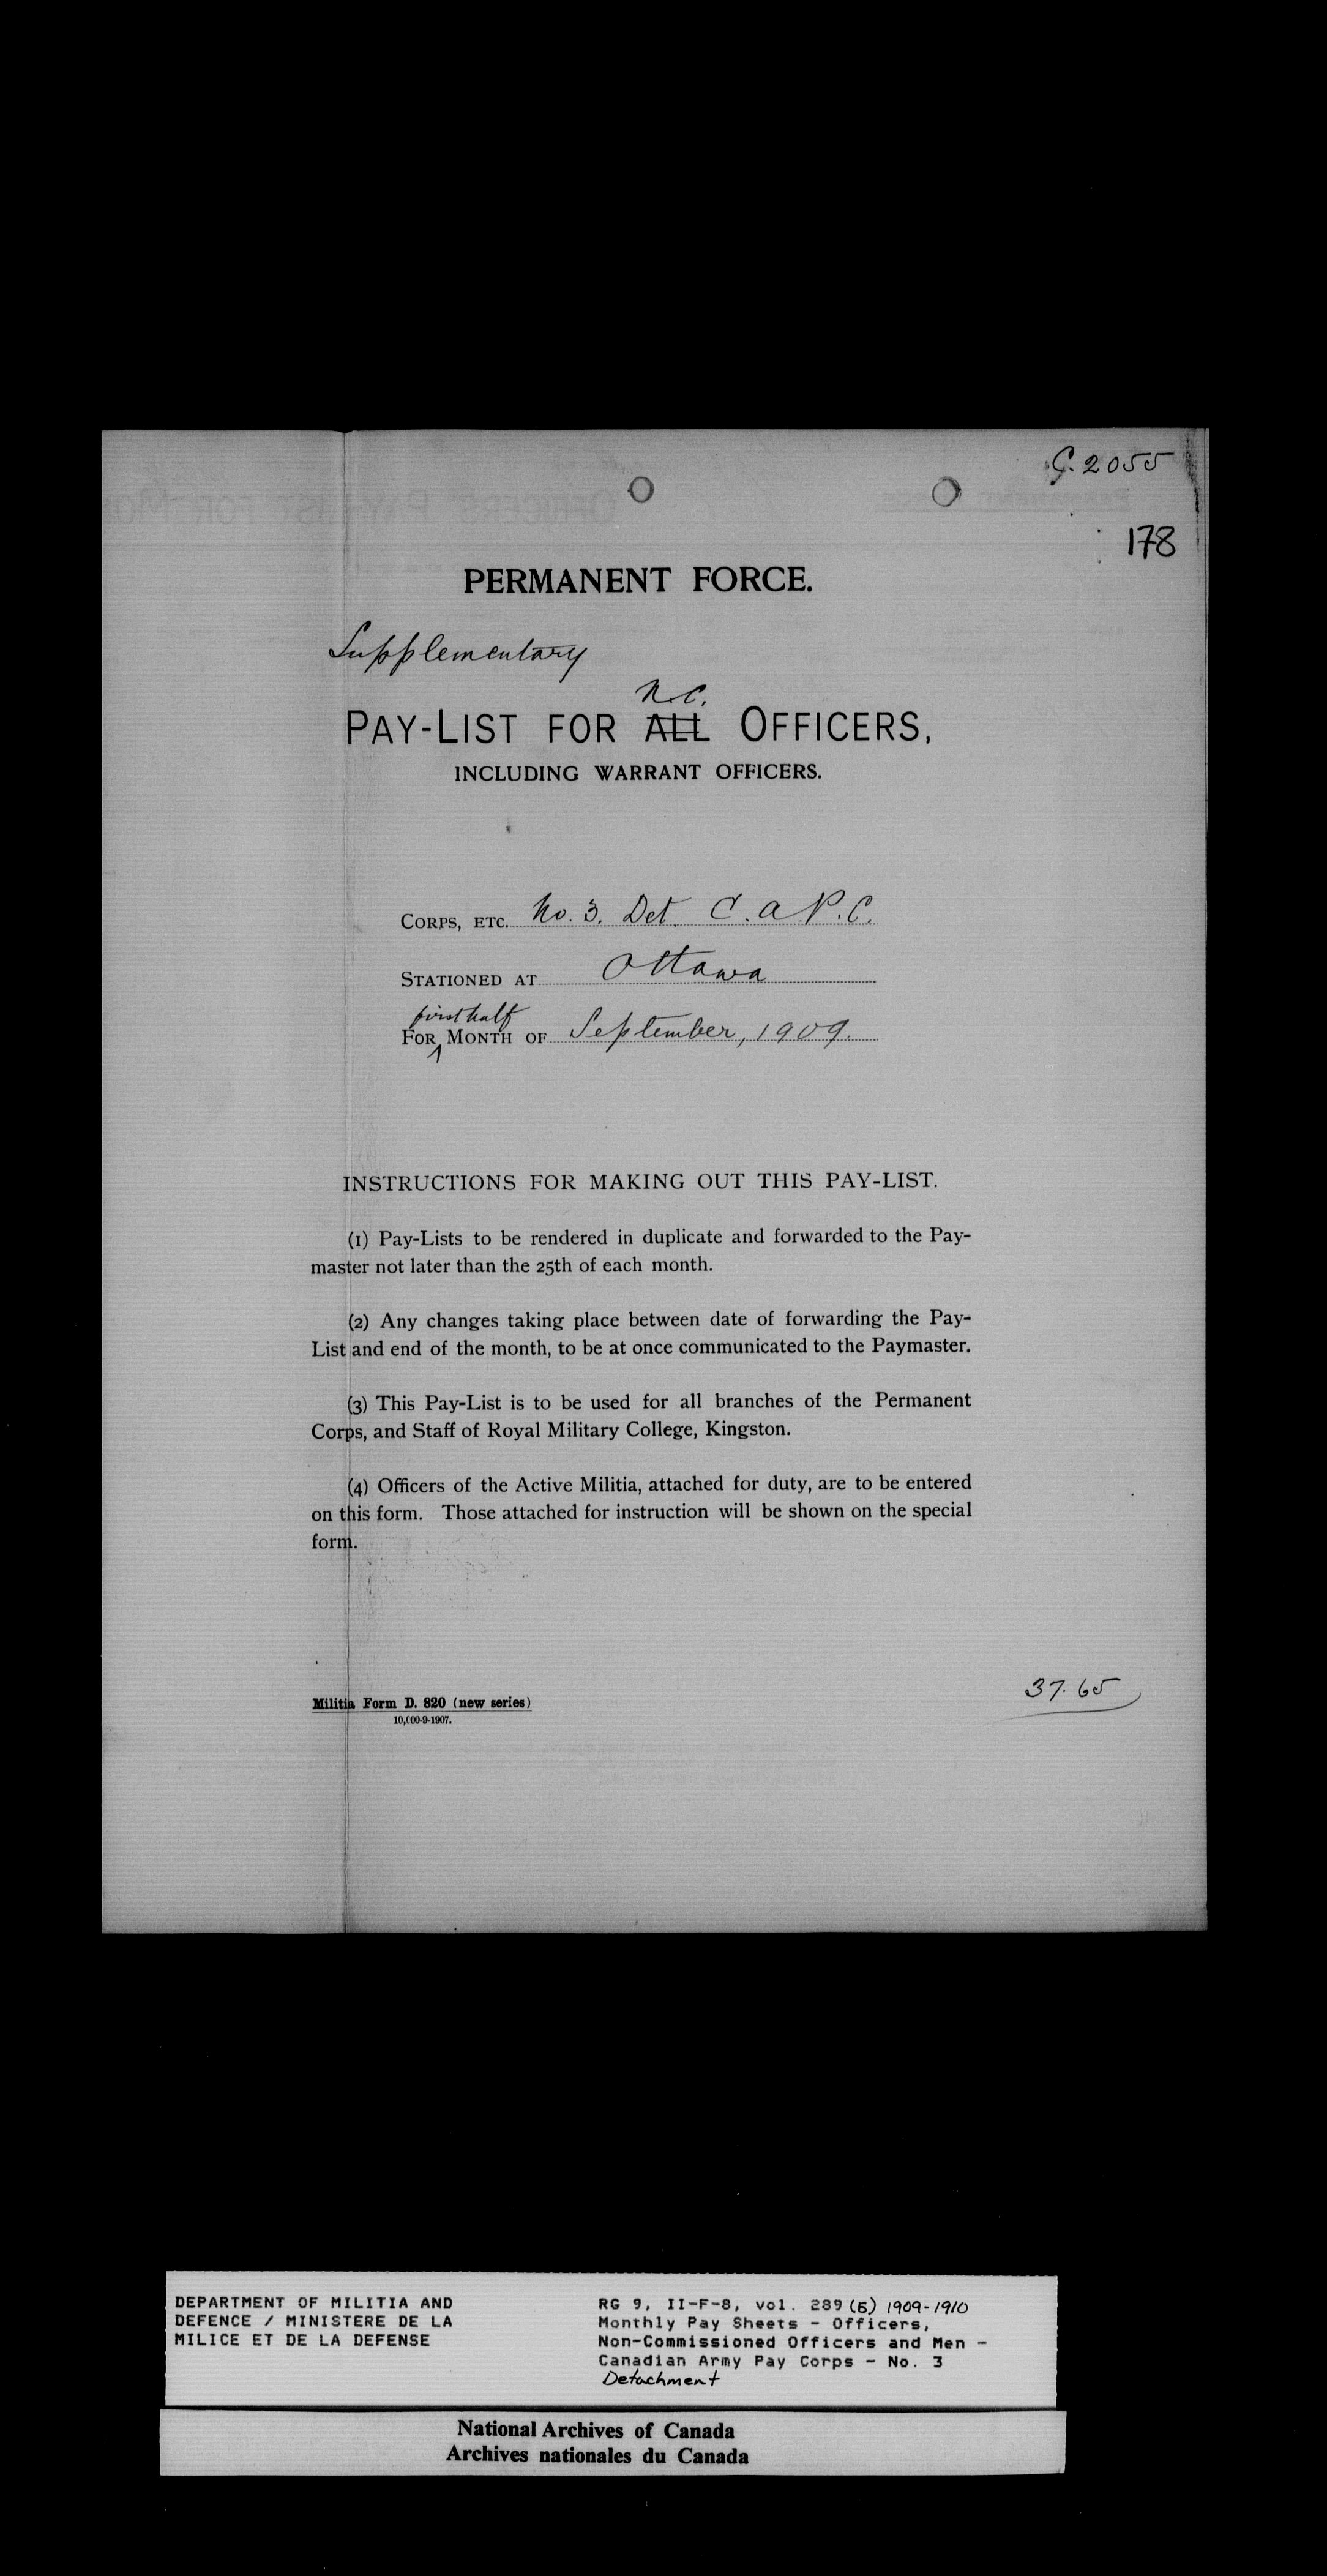 G. 2055
178
PERMANENT FORCE.
Supplementary
N.C.
PAY-LIST FOR ALL OFFICERS,
INCLUDING WARRANT OFFICERS.
CORPS, ETC. No. 3. Det. C.A.P.C.
STATIONED AT Ottawa
first half
FOR MONTH OF September, 1909.
INSTRUCTIONS FOR MAKING OUT THIS PAY-LIST.
(1) Pay-Lists to be rendered in duplicate and forwarded to the Pay-
master not later than the 25th of each month.
(2) Any changes taking place between date of forwarding the Pay-
List and end of the month, to be at once communicated to the Paymaster.
(3) This Pay-List is to be used for all branches of the Permanent
Corps, and Staff of Royal Military College, Kingston.
(4) Officers of the Active Militia, attached for duty, are to be entered
on this form. Those attached for instruction will be shown on the special
form.
Militia Form D. 820 (new series)
10,000-9-1907.
37.65
DEPARTMENT OF MILITIA AND
DEFENCE / MINISTERE DE LA
MILICE ET DE LA DEFENSE
RG 9, II-F-8, vol. 289 (5) 1909-1910
Monthly Pay Sheets - Officers,
Non-Commissioned Officers and Men -
Canadian Army Pay Corps - No. 3
Detachment
National Archives of Canada
Archives nationales du Canada